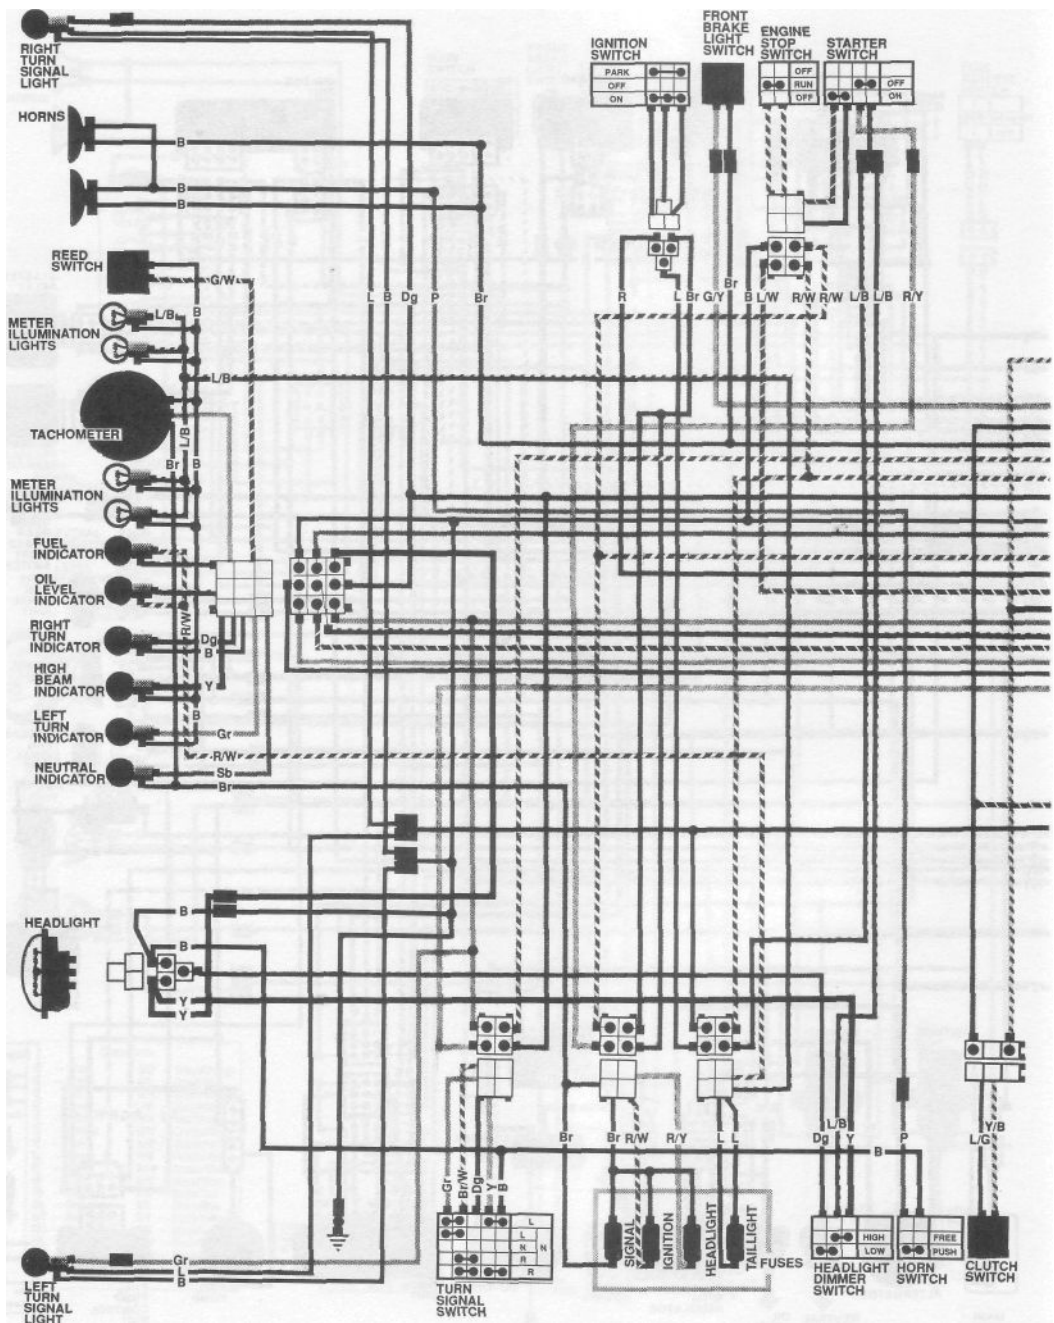 RIGHT
TURN
SIGNAL
LIGHT
HORNS
B
B
B
REED
SWITCH
G/W
METER
ILLUMINATION
LIGHTS
L/B
B
L/B
TACHOMETER
L/B
Br
B
METER
ILLUMINATION
LIGHTS
FUEL
INDICATOR
OIL
LEVEL
INDICATOR
R/W
RIGHT
TURN
INDICATOR
Dg
B
HIGH
BEAM
INDICATOR
Y
B
LEFT
TURN
INDICATOR
Gr
R/W
NEUTRAL
INDICATOR
Sb
Br
L B Dg P Br
IGNITION
SWITCH
PARK
OFF
ON
FRONT
BRAKE
LIGHT
SWITCH
ENGINE
STOP
SWITCH
OFF
RUN
OFF
STARTER
SWITCH
OFF
ON
R L Br G/Y Br B L/W R/W R/W L/B L/B R/Y
HEADLIGHT
B
B
Y
Y
Gr Br/W Dg Y B
Br Br R/W R/Y L L
Dg L/B Y B P
L/G Y/B
L
L
N N
R
R
TURN
SIGNAL
SWITCH
SIGNAL
IGNITION
HEADLIGHT
TAILLIGHT
FUSES
HIGH
LOW
HEADLIGHT
DIMMER
SWITCH
FREE
PUSH
HORN
SWITCH
CLUTCH
SWITCH
Gr
L
B
LEFT
TURN
SIGNAL
LIGHT